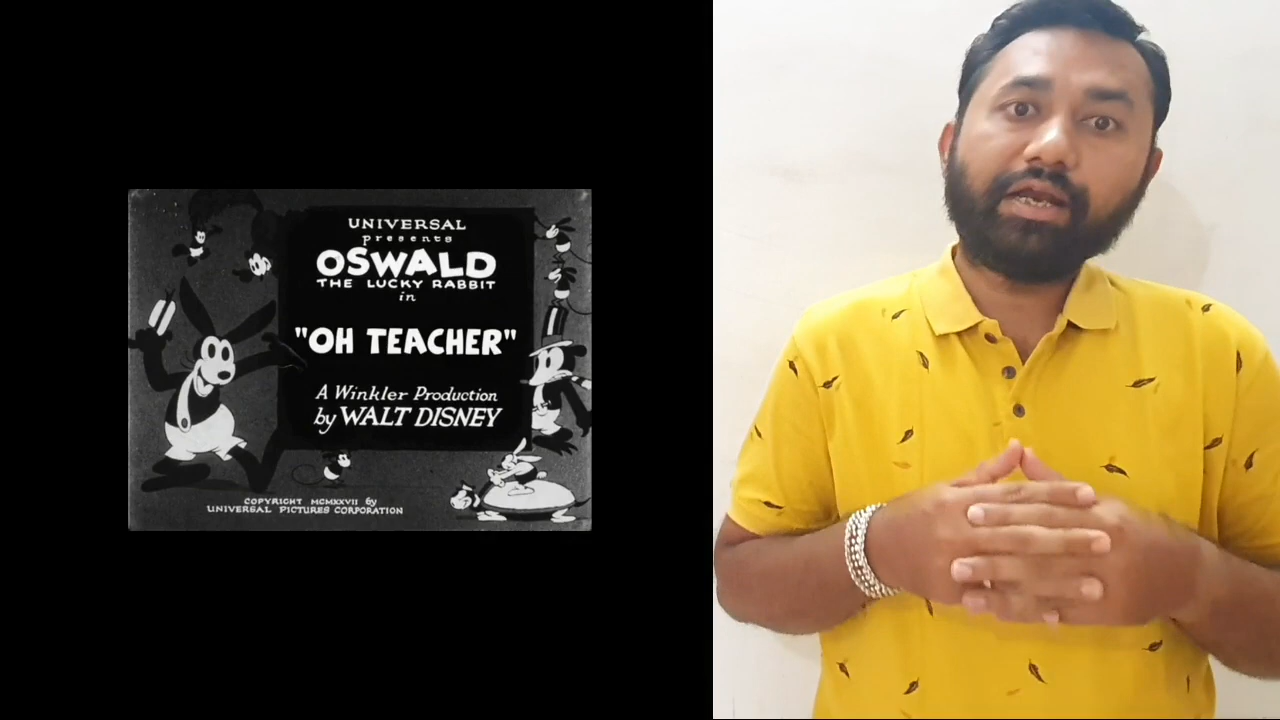 UNIVERSAL
presents
OSWALD
THE LUCKY RABBIT
in
"OH TEACHER"
A Winkler Production
by WALT DISNEY
COPYRIGHT MCMXXVII by
UNIVERSAL PICTURES CORPORATION